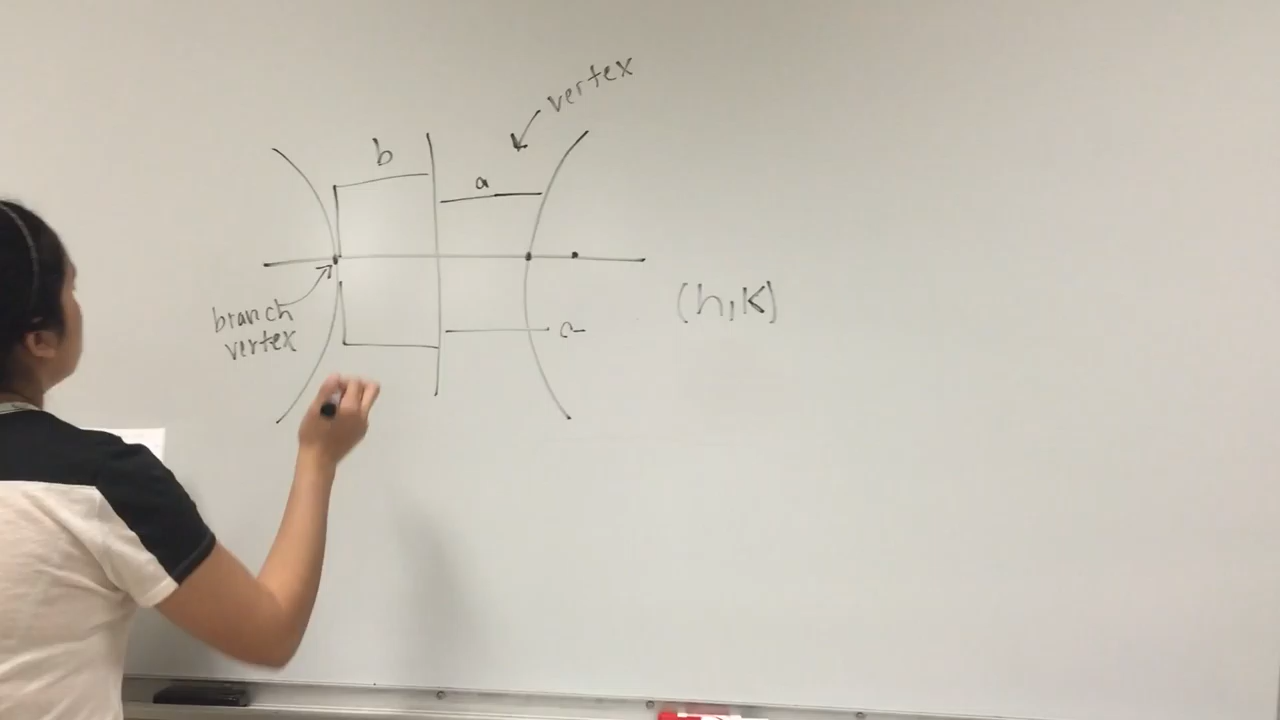 vertex
b
a
branch
vertex
(h,k)